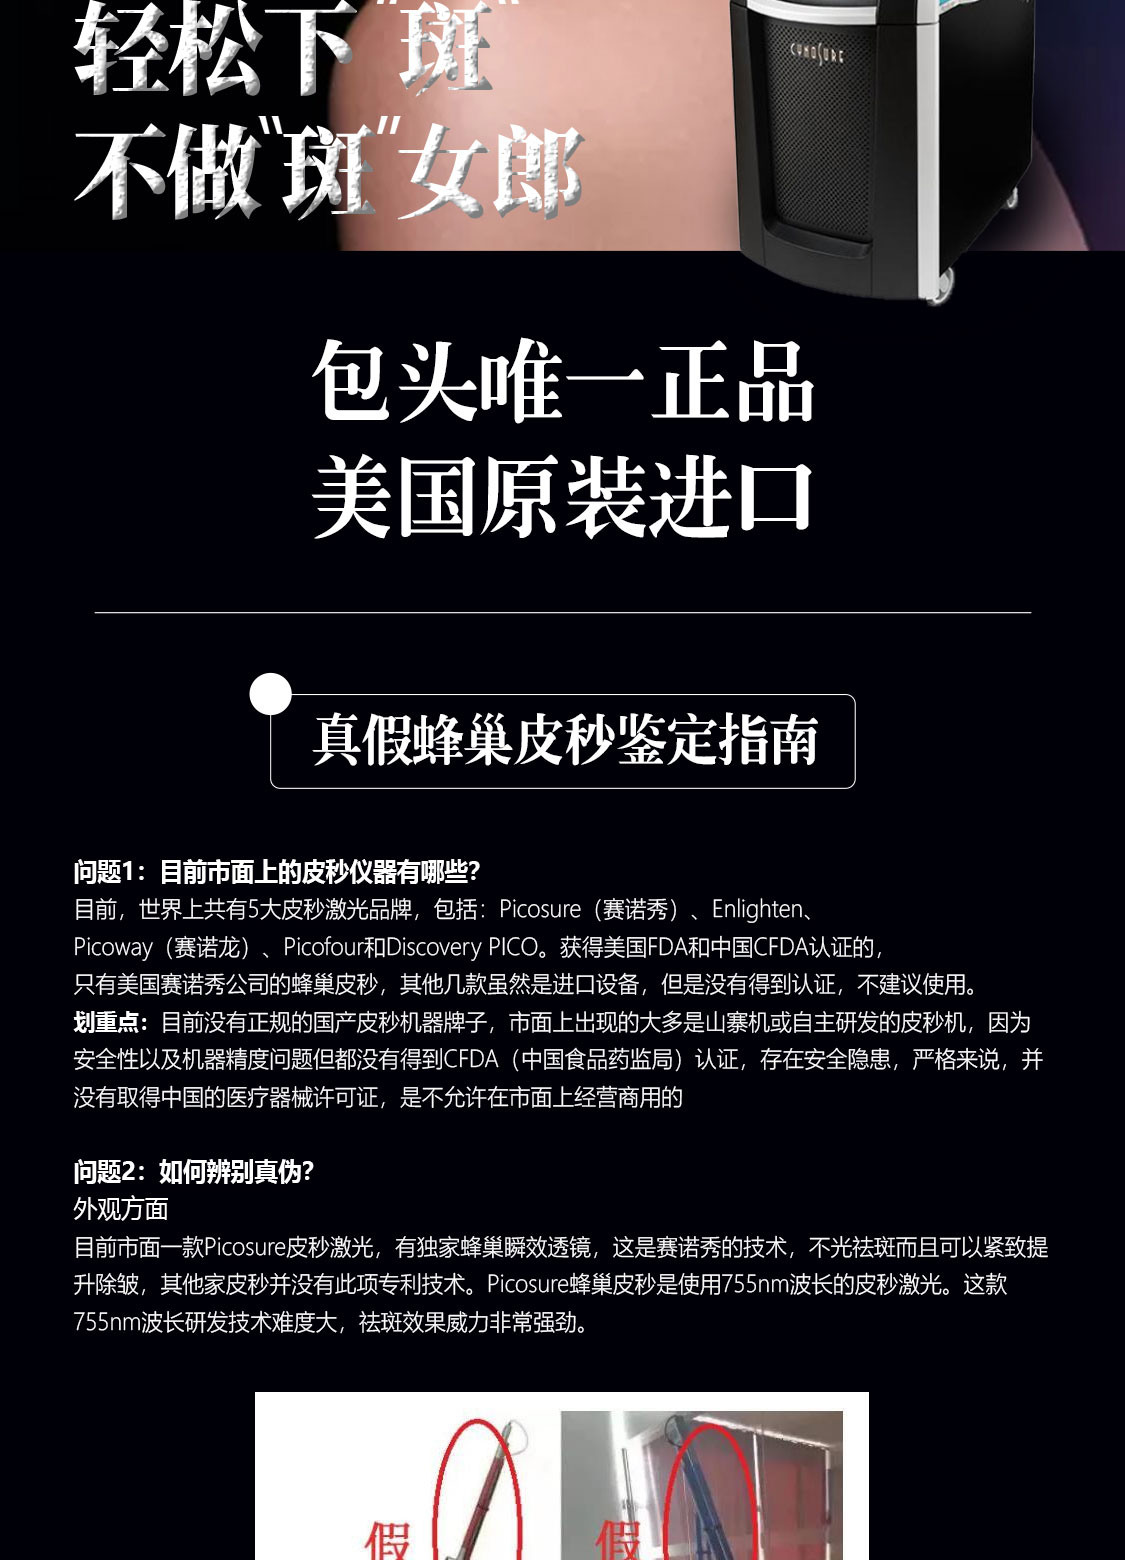 轻松下“斑”
不做“斑”女郎
CYNOSURE
包头唯一正品
美国原装进口
真假蜂巢皮秒鉴定指南
问题1：目前市面上的皮秒仪器有哪些？
目前，世界上共有5大皮秒激光品牌，包括：Picosure（赛诺秀）、Enlighten、
Picoway（赛诺龙）、Picofour和Discovery PICO。获得美国FDA和中国CFDA认证的，
只有美国赛诺秀公司的蜂巢皮秒，其他几款虽然是进口设备，但是没有得到认证，不建议使用。
划重点：目前没有正规的国产皮秒机器牌子，市面上出现的大多是山寨机或自主研发的皮秒机，因为
安全性以及机器精度问题但都没有得到CFDA（中国食品药监局）认证，存在安全隐患，严格来说，并
没有取得中国的医疗器械许可证，是不允许在市面上经营商用的
问题2：如何辨别真伪？
外观方面
目前市面一款Picosure皮秒激光，有独家蜂巢瞬效透镜，这是赛诺秀的技术，不光祛斑而且可以紧致提
升除皱，其他家皮秒并没有此项专利技术。Picosure蜂巢皮秒是使用755nm波长的皮秒激光。这款
755nm波长研发技术难度大，祛斑效果威力非常强劲。
假
假